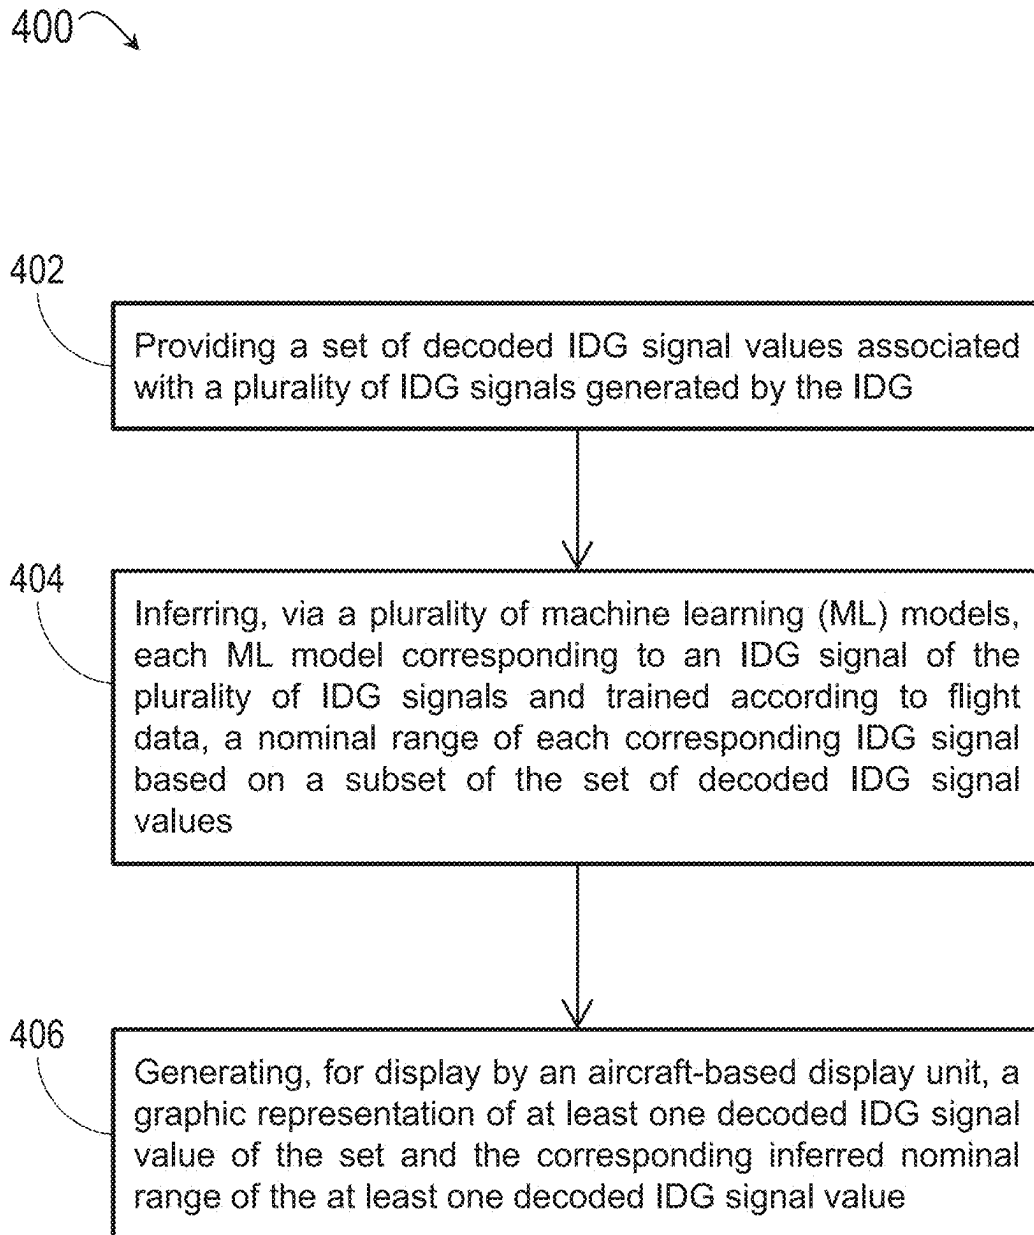 400
402
Providing a set of decoded IDG signal values associated
with a plurality of IDG signals generated by the IDG
404
Inferring, via a plurality of machine learning (ML) models,
each ML model corresponding to an IDG signal of the
plurality of IDG signals and trained according to flight
data, a nominal range of each corresponding IDG signal
based on a subset of the set of decoded IDG signal
values
406
Generating, for display by an aircraft-based display unit, a
graphic representation of at least one decoded IDG signal
value of the set and the corresponding inferred nominal
range of the at least one decoded IDG signal value